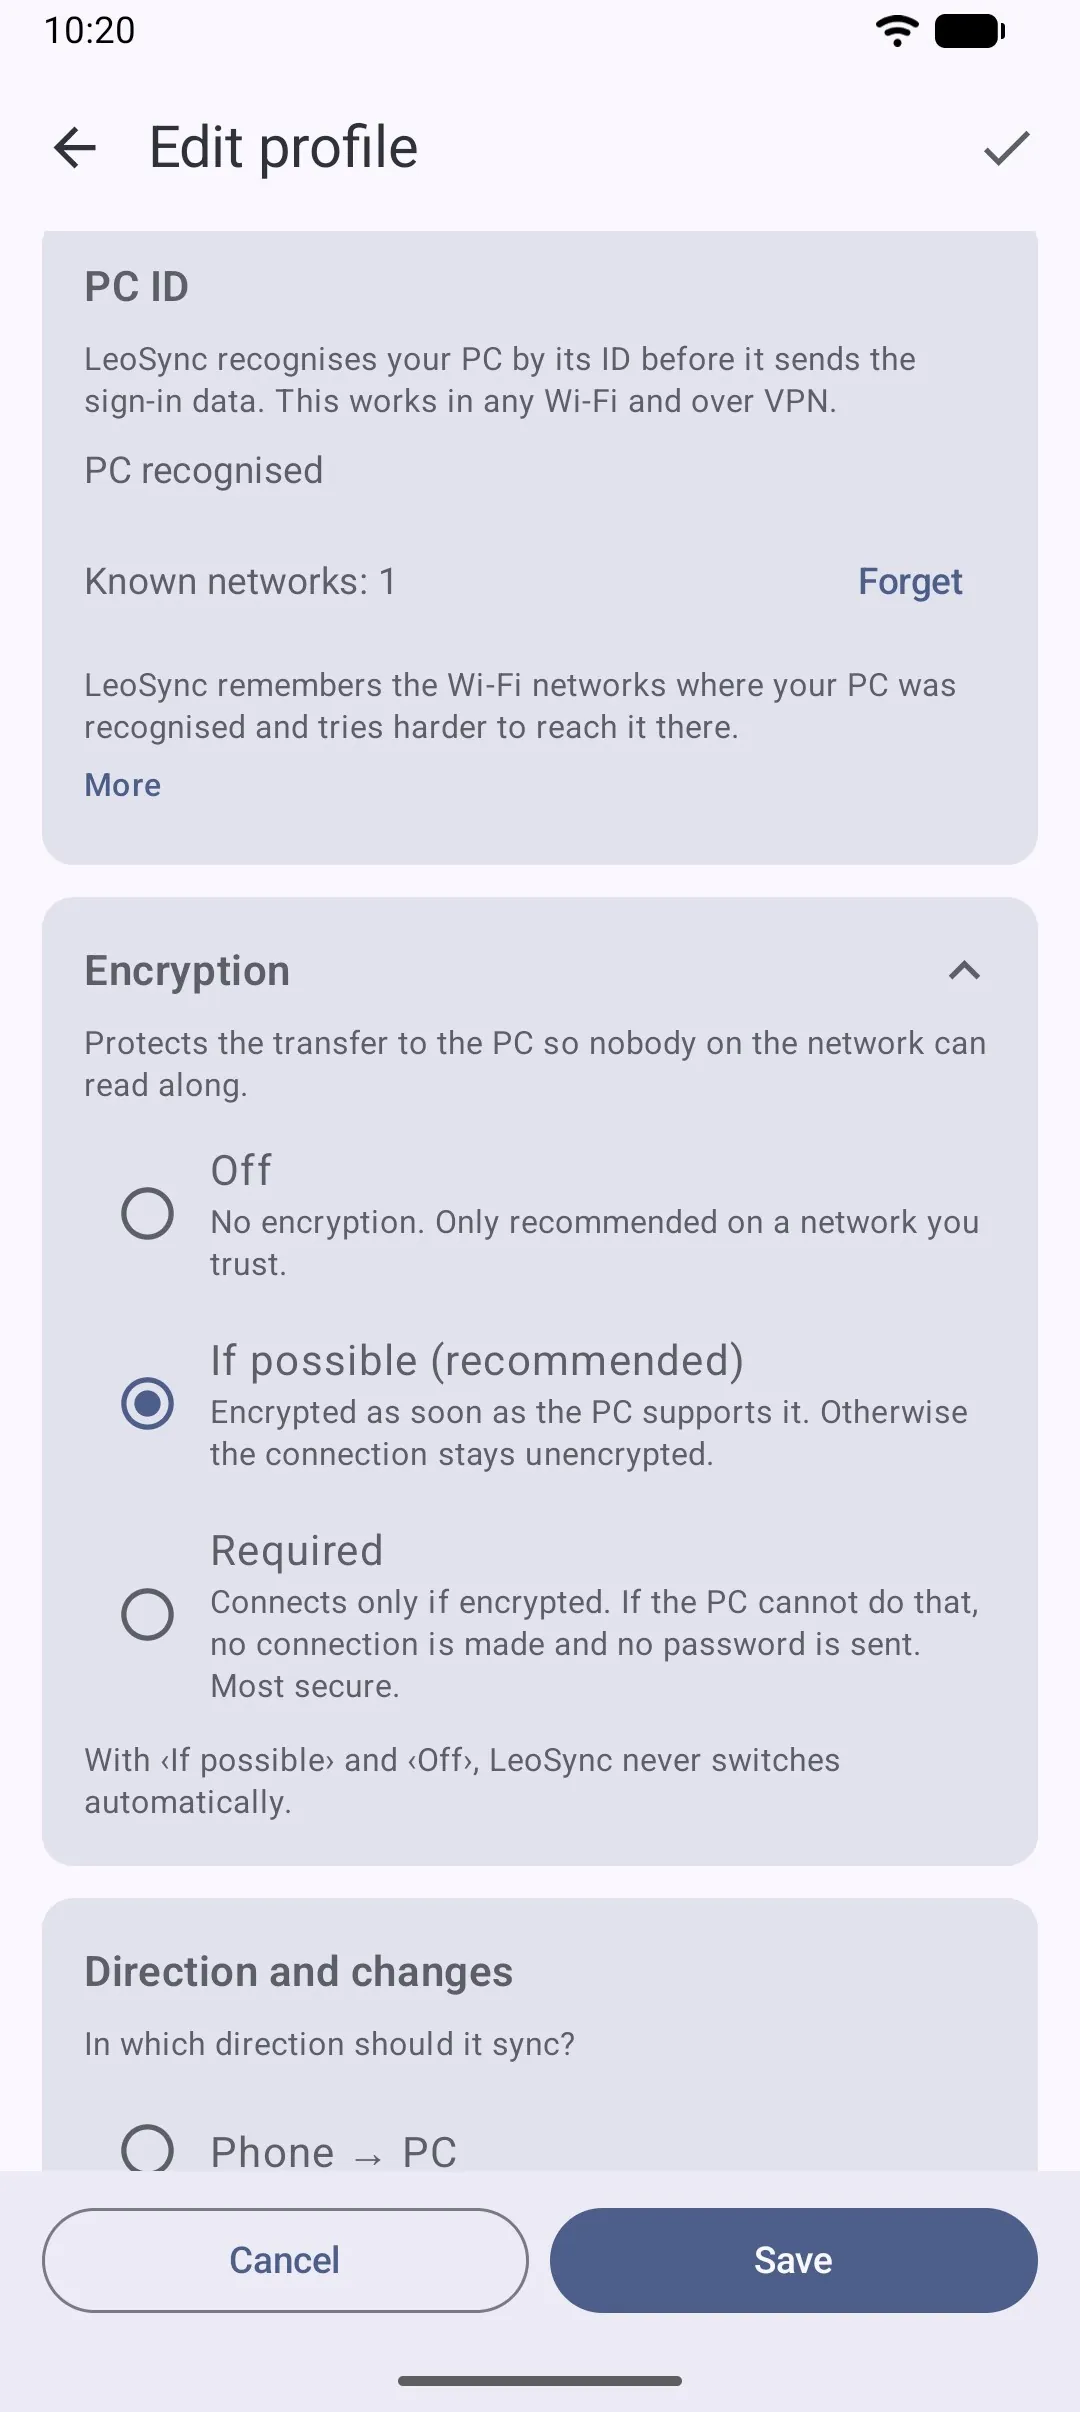 10:20
Edit profile
PC ID
LeoSync recognises your PC by its ID before it sends the
sign-in data. This works in any Wi-Fi and over VPN.
PC recognised
Known networks: 1
Forget
LeoSync remembers the Wi-Fi networks where your PC was
recognised and tries harder to reach it there.
More
Encryption
Protects the transfer to the PC so nobody on the network can
read along.
Off
No encryption. Only recommended on a network you
trust.
If possible (recommended)
Encrypted as soon as the PC supports it. Otherwise
the connection stays unencrypted.
Required
Connects only if encrypted. If the PC cannot do that,
no connection is made and no password is sent.
Most secure.
With ‹If possible› and ‹Off›, LeoSync never switches
automatically.
Direction and changes
In which direction should it sync?
Phone → PC
Cancel
Save